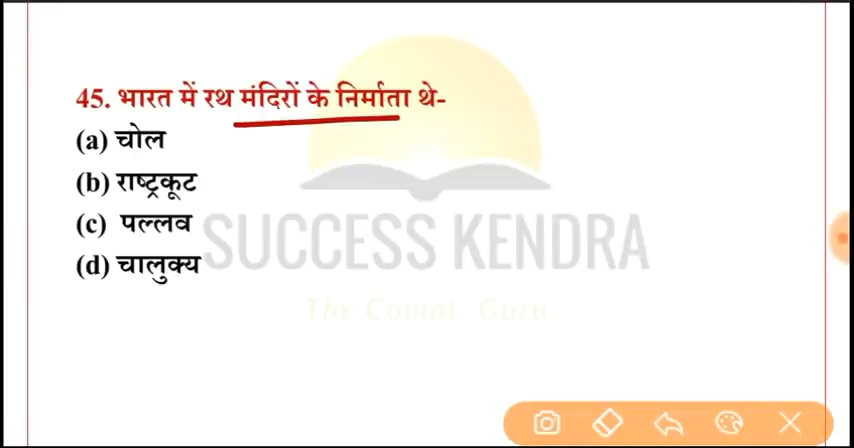 45. भारत में रथ मंदिरों के निर्माता थे-
(a) चोल
(b) राष्ट्रकूट
(c) पल्लव
(d) चालुक्य
SUCCESS KENDRA
The Compt. Guru